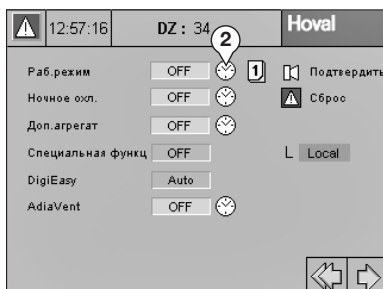 12:57:16 DZ : 34 Hoval
2
Раб.режим OFF 1 Подтвердить
Ночное охл. OFF Сброс
Доп.агрегат OFF
Специальная функц OFF L Local
DigiEasy Auto
AdiaVent OFF